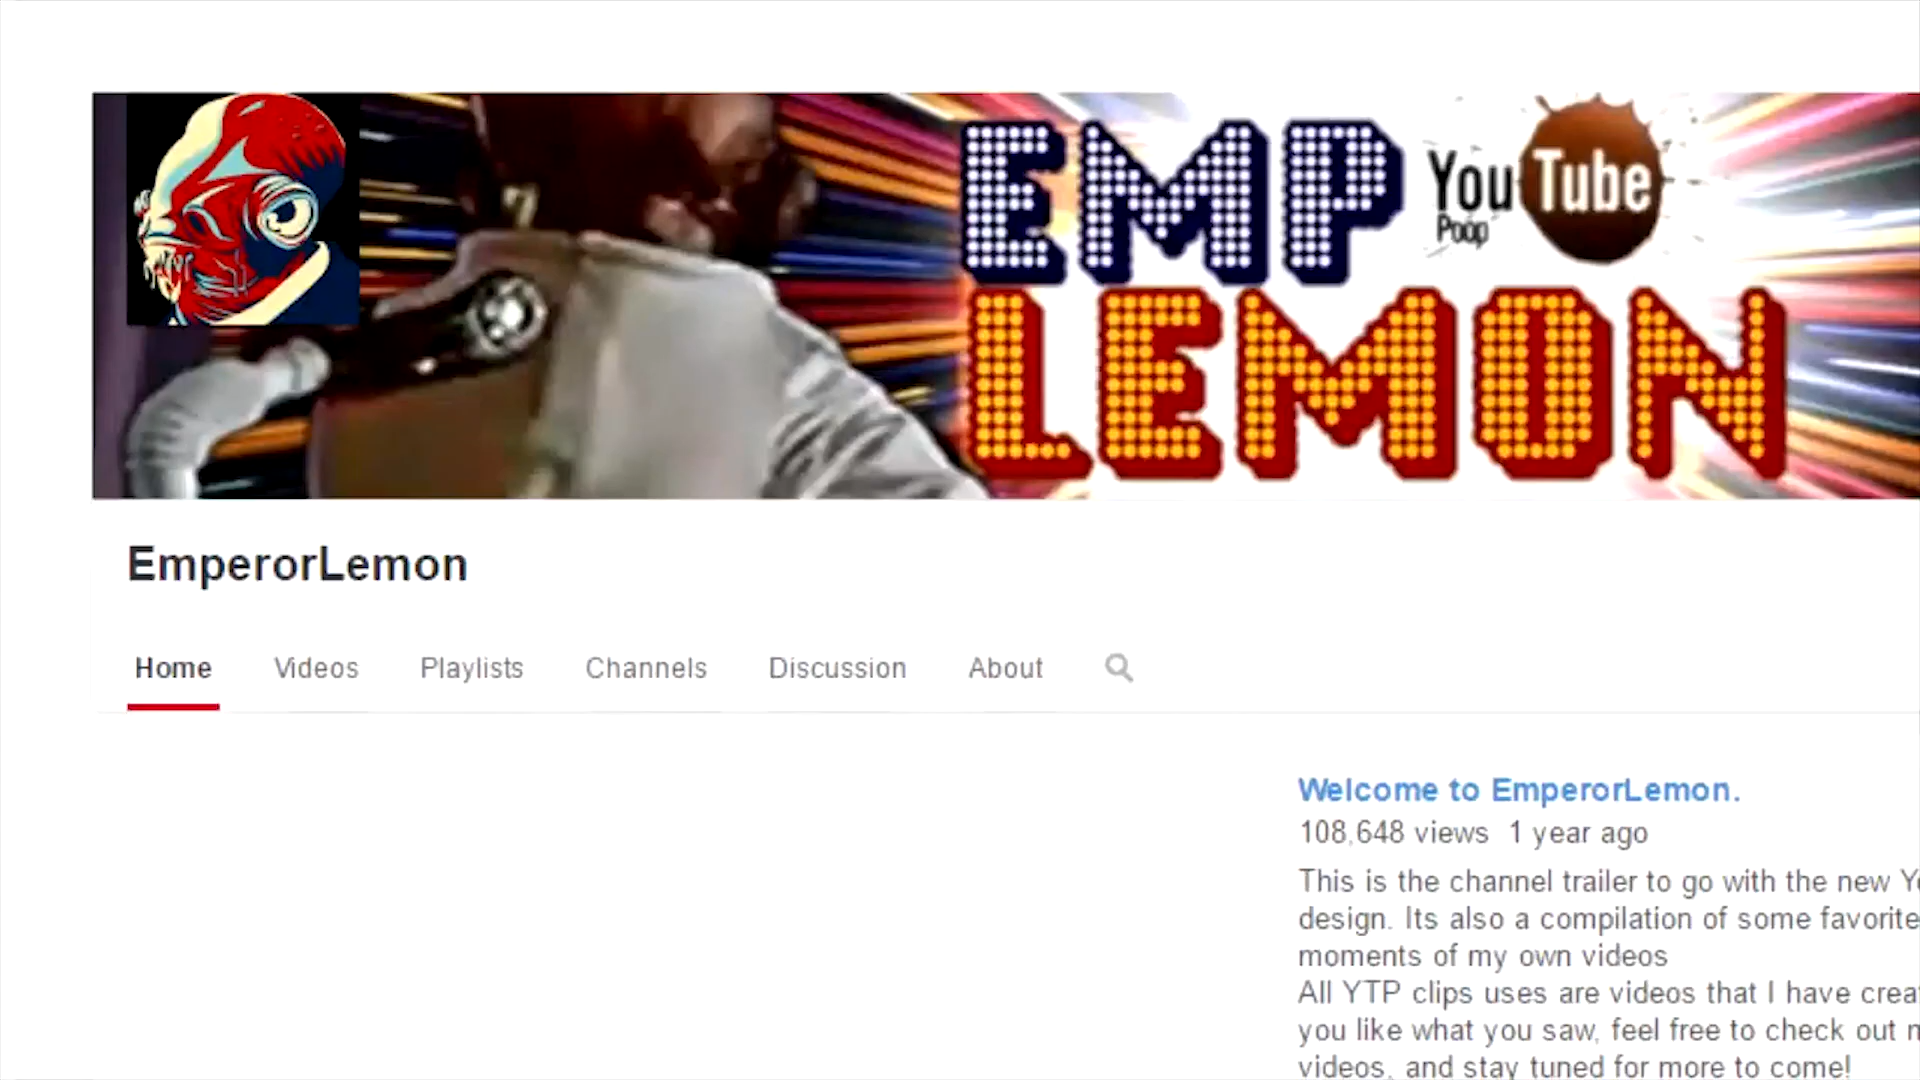 EMP
You Tube
Poop
LEMON
EmperorLemon
Home Videos Playlists Channels Discussion About
Welcome to EmperorLemon.
108,648 views 1 year ago
This is the channel trailer to go with the new
design. Its also a compilation of some favorite
moments of my own videos
All YTP clips uses are videos that I have
you like what you saw, feel free to check out
videos, and stay tuned for more to come!